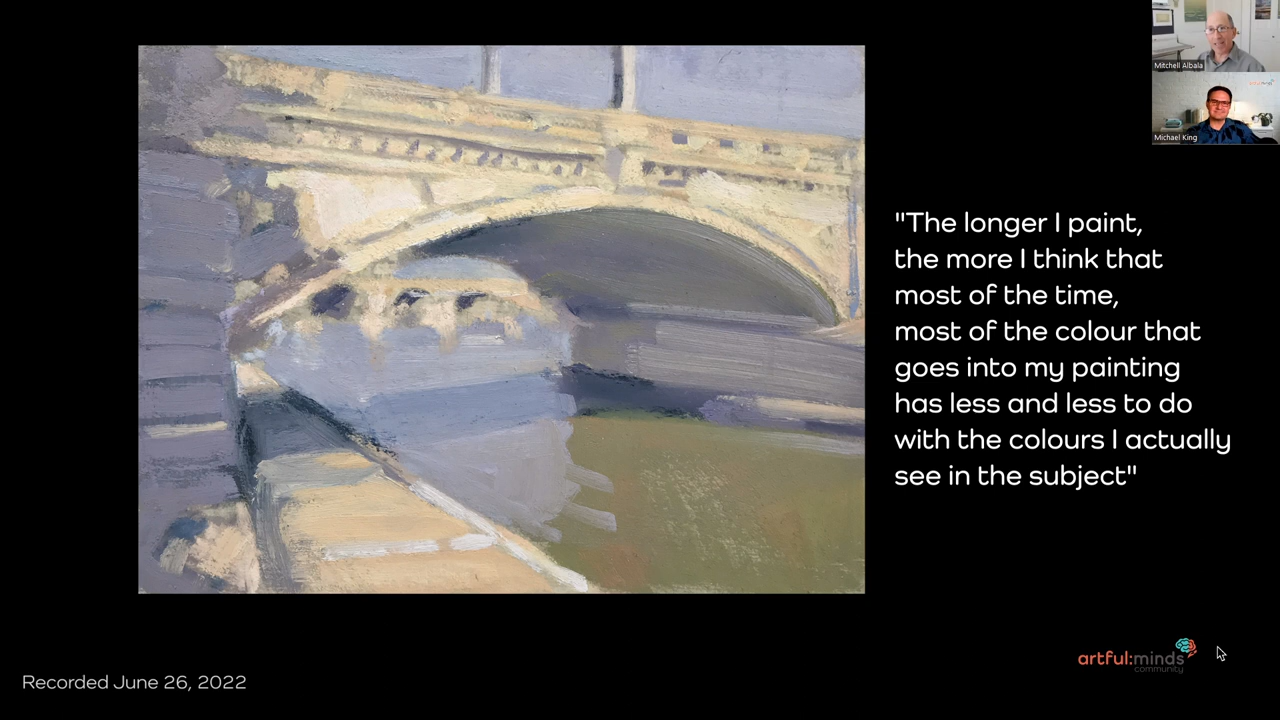 Mitchell Albala
Michael King
"The longer I paint,
the more I think that
most of the time,
most of the colour that
goes into my painting
has less and less to do
with the colours I actually
see in the subject"
artful:minds
community
Recorded June 26, 2022